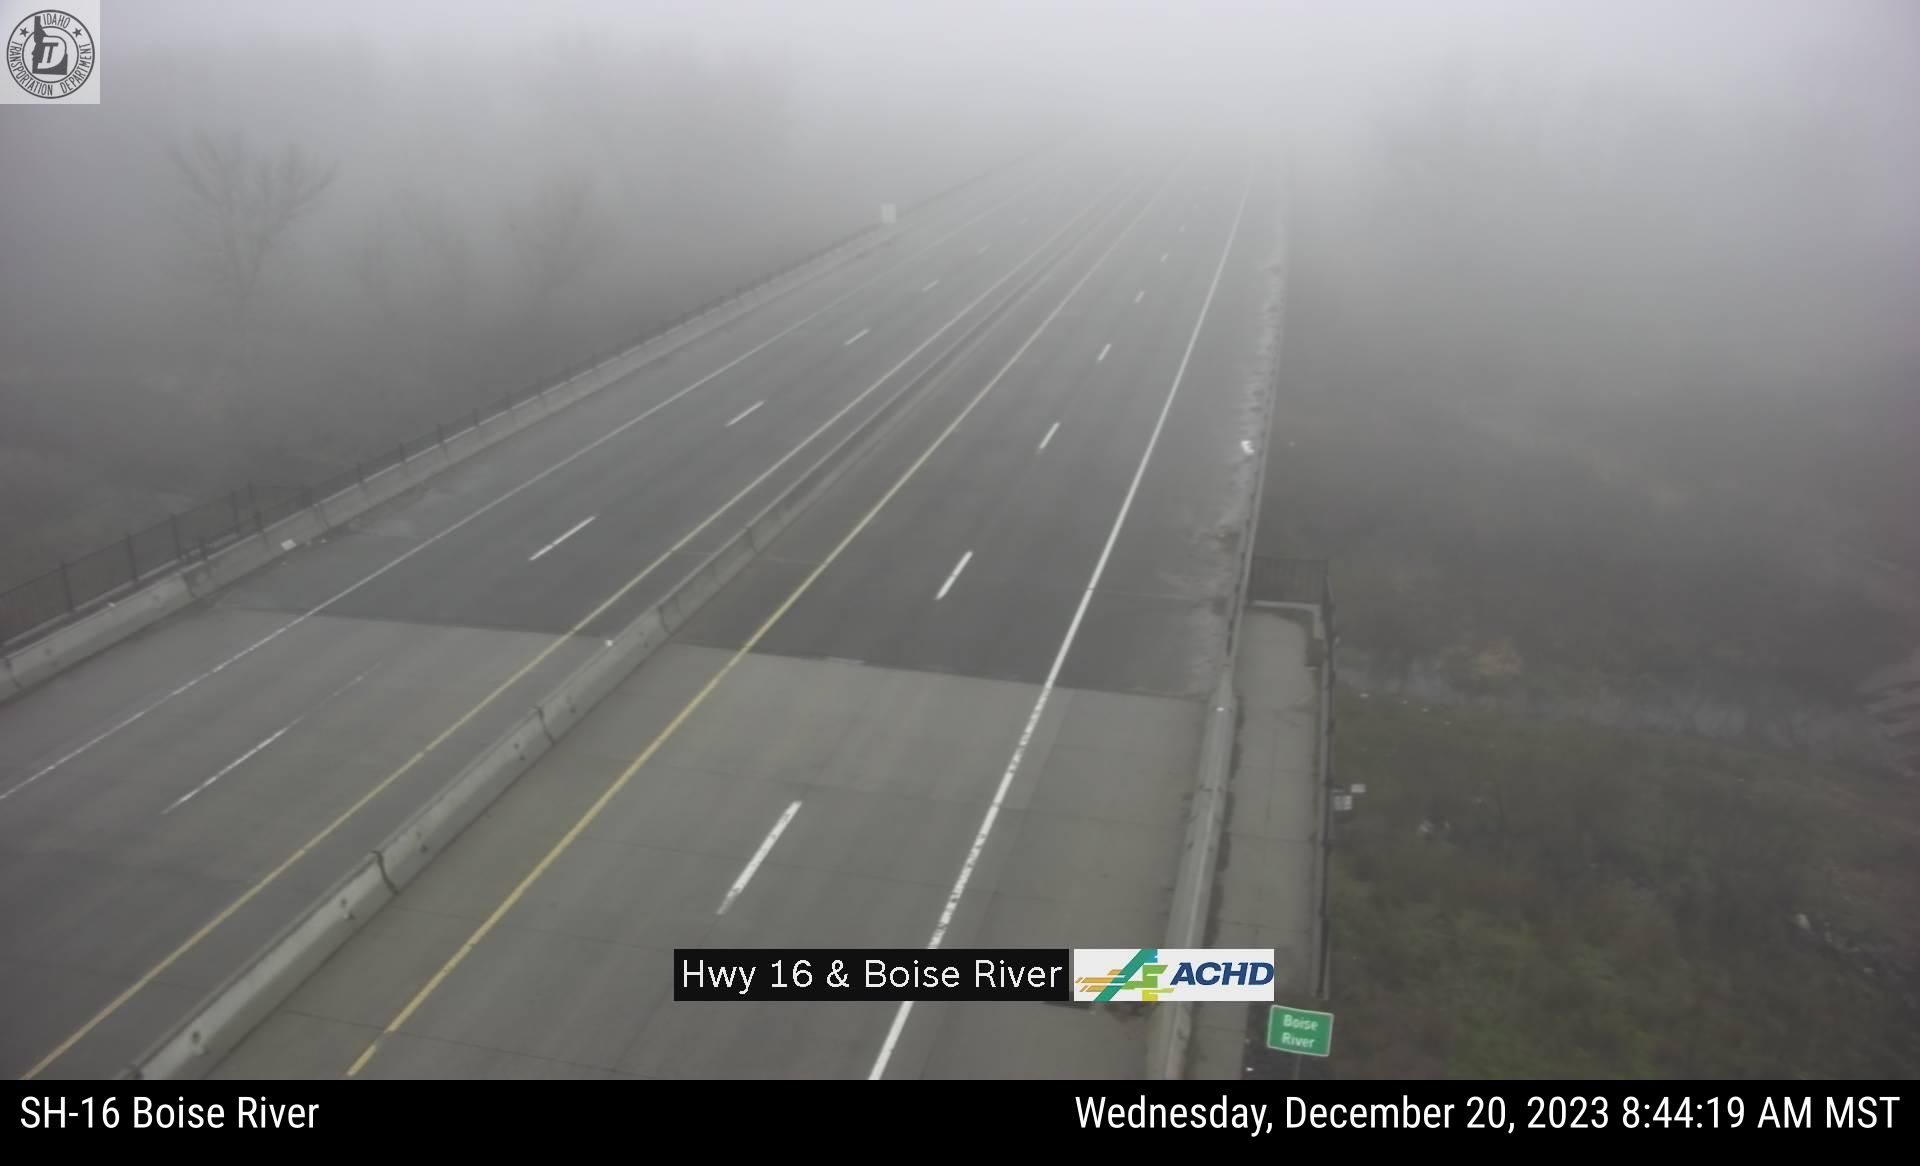 IDAHO
TRANSPORTATION DEPARTMENT
IT
Hwy 16 & Boise River
ACHD
Boise
River
SH-16 Boise River
Wednesday, December 20, 2023 8:44:19 AM MST